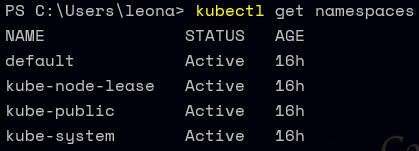 PS C:\Users\leona> kubectl get namespaces
NAME              STATUS   AGE
default           Active   16h
kube-node-lease   Active   16h
kube-public       Active   16h
kube-system       Active   16h